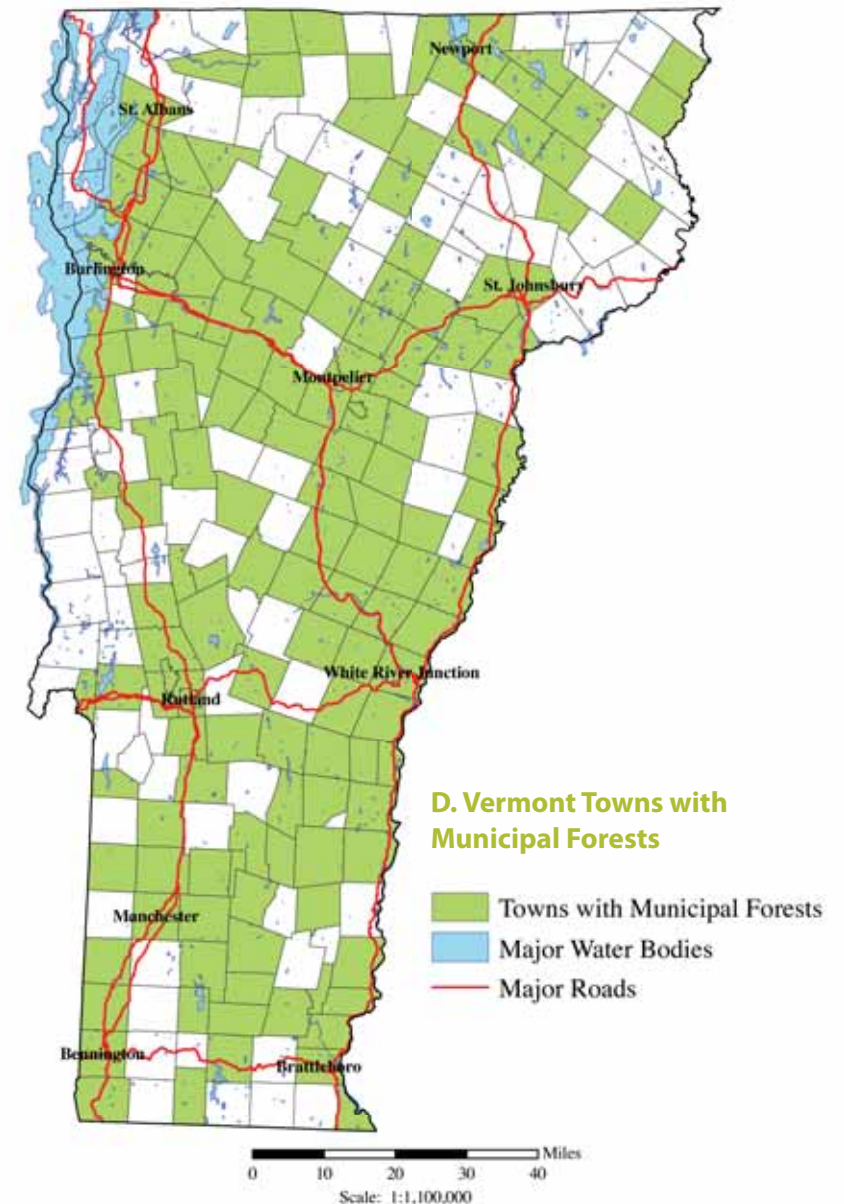 Newport
St. Albans
Burlington
St. Johnsbury
Montpelier
White River Junction
Rutland
D. Vermont Towns with
Municipal Forests
Towns with Municipal Forests
Manchester
Major Water Bodies
Major Roads
Bennington
Brattleboro
Miles
0 10 20 30 40
Scale: 1:1,100,000